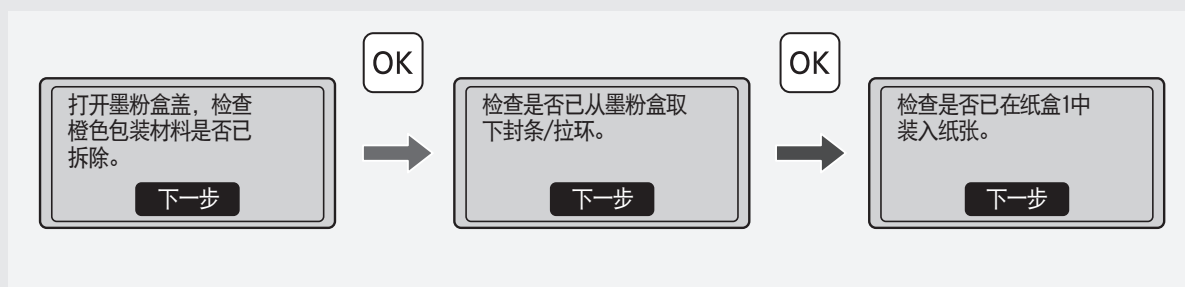 打开墨粉盒盖，检查
橙色包装材料是否已
拆除。
下一步
OK
检查是否已从墨粉盒取
下封条/拉环。
下一步
OK
检查是否已在纸盒1中
装入纸张。
下一步